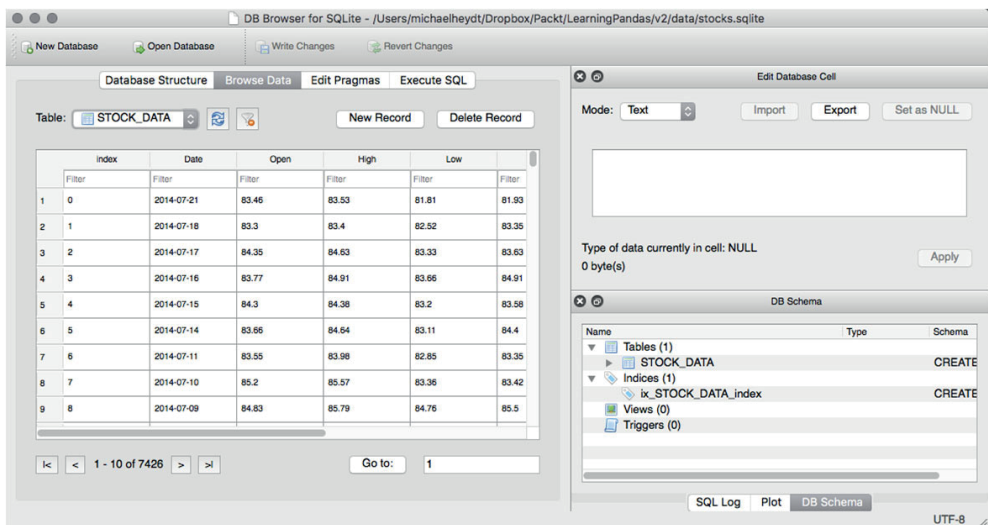 DB Browser for SQLite - /Users/michaelheydt/Dropbox/Packt/LearningPandas/v2/data/stocks.sqlite
New Database Open Database Write Changes Revert Changes
Database Structure Browse Data Edit Pragmas Execute SQL
Table: STOCK_DATA New Record Delete Record
index Date Open High Low
Filter Filter Filter Filter Filter Filter
1 0 2014-07-21 83.46 83.53 81.81 81.93
2 1 2014-07-18 83.3 83.4 82.52 83.35
3 2 2014-07-17 84.35 84.63 83.33 83.63
4 3 2014-07-16 83.77 84.91 83.66 84.91
5 4 2014-07-15 84.3 84.38 83.2 83.58
6 5 2014-07-14 83.66 84.64 83.11 84.4
7 6 2014-07-11 83.55 83.98 82.85 83.35
8 7 2014-07-10 85.2 85.57 83.36 83.42
9 8 2014-07-09 84.83 85.79 84.76 85.5
|< < 1 - 10 of 7426 > >| Go to: 1
Edit Database Cell
Mode: Text Import Export Set as NULL
Type of data currently in cell: NULL
0 byte(s)
Apply
DB Schema
Name Type Schema
Tables (1)
STOCK_DATA CREATE
Indices (1)
ix_STOCK_DATA_index CREATE
Views (0)
Triggers (0)
SQL Log Plot DB Schema
UTF-8